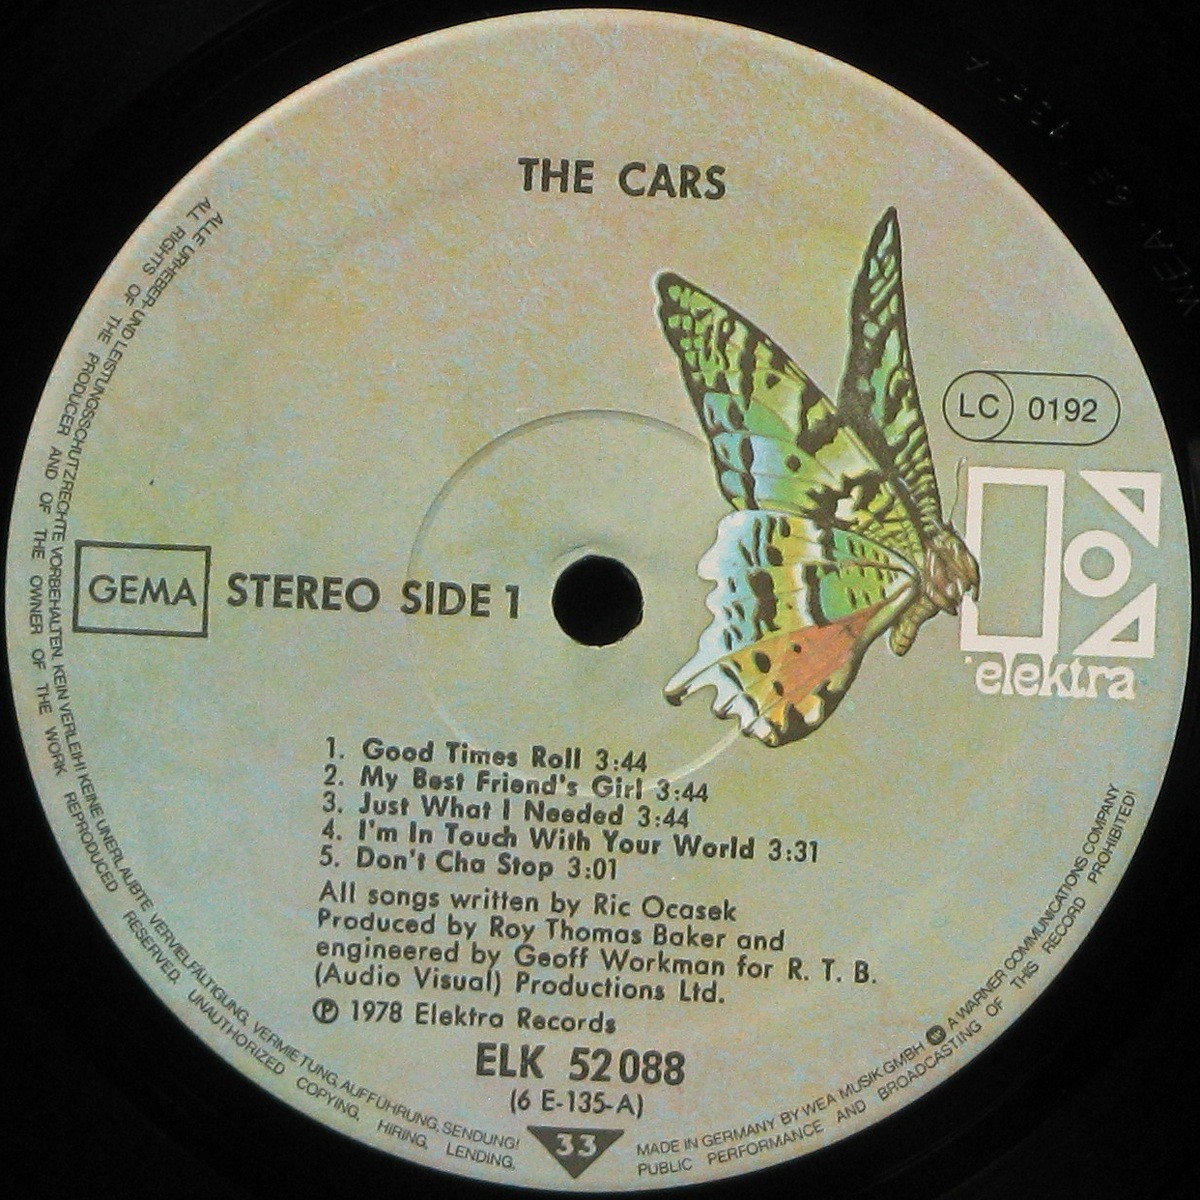 THE CARS
LC 0192
elektra
GEMA STEREO SIDE 1
1. Good Times Roll 3:44
2. My Best Friend's Girl 3:44
3. Just What I Needed 3:44
4. I'm In Touch With Your World 3:31
5. Don't Cha Stop 3:01
All songs written by Ric Ocasek
Produced by Roy Thomas Baker and
engineered by Geoff Workman for R. T. B.
(Audio Visual) Productions Ltd.
Ⓟ 1978 Elektra Records
ELK 52 088
(6 E-135-A)
33
ALLE URHEBER- UND LEISTUNGSSCHUTZRECHTE VORBEHALTEN. KEIN VERLEIH! KEINE UNERLAUBTE VERVIELFÄLTIGUNG, VERMIETUNG, AUFFÜHRUNG, SENDUNG!
ALL RIGHTS OF THE PRODUCER AND OF THE OWNER OF THE WORK REPRODUCED RESERVED. UNAUTHORIZED COPYING, HIRING, LENDING,
MADE IN GERMANY BY WEA MUSIK GMBH A WARNER COMMUNICATIONS COMPANY
PUBLIC PERFORMANCE AND BROADCASTING OF THIS RECORD PROHIBITED!
WEA